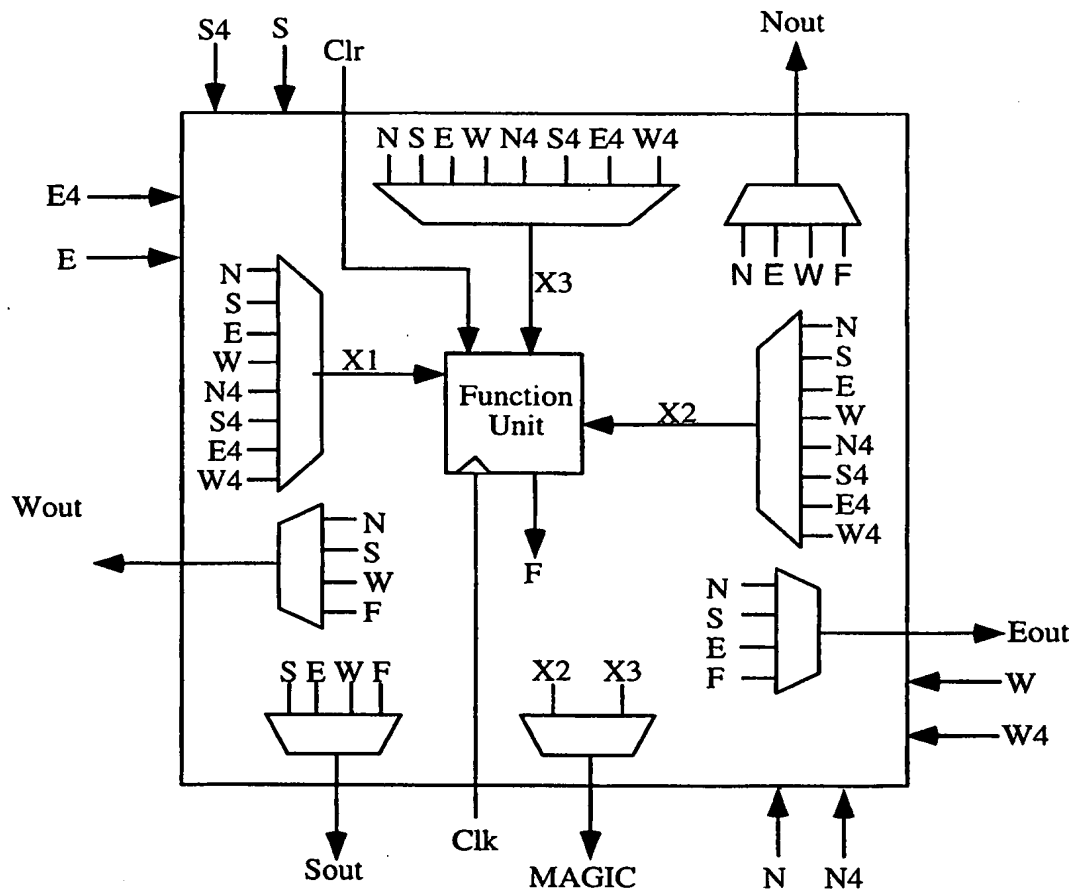 S4 S Clr Nout
N S E W N4 S4 E4 W4
E4
E
X3
N E W F
N
S
E
W
N4
S4
E4
W4
X1
Function
Unit
X2
N
S
E
W
N4
S4
E4
W4
Wout
N
S
W
F
F
N
S
E
F
Eout
W
W4
S E W F
X2 X3
Sout
Clk
MAGIC
N N4